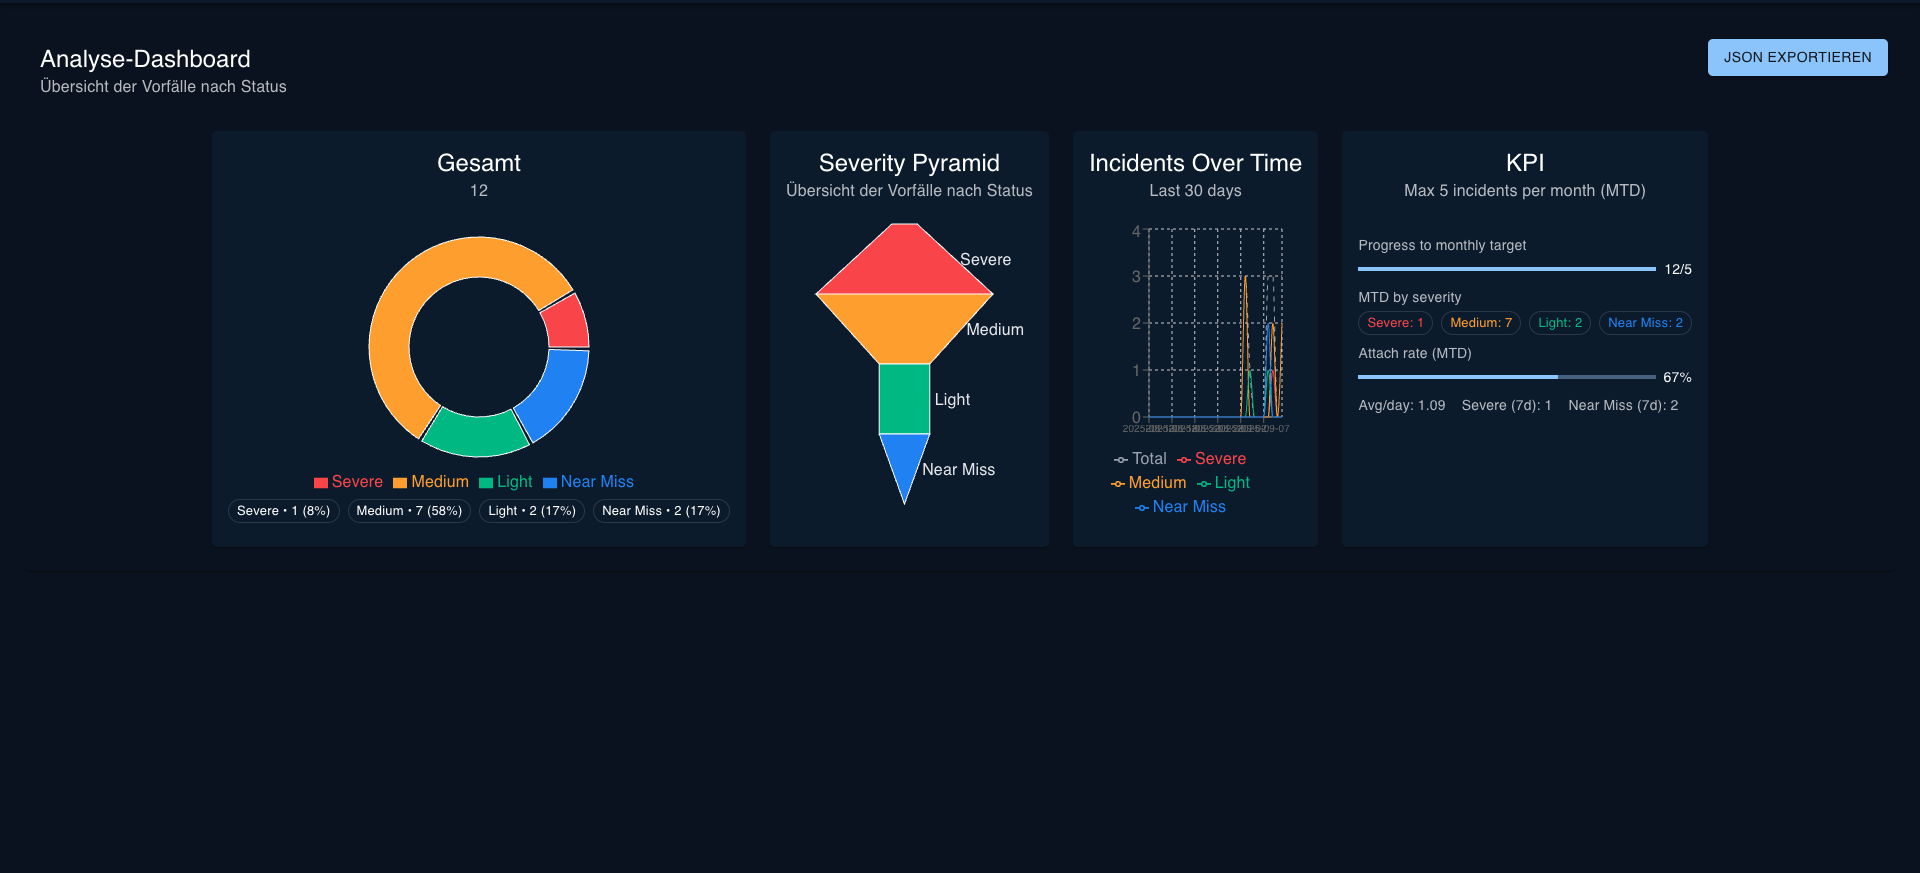 Analyse-Dashboard
Übersicht der Vorfälle nach Status
JSON EXPORTIEREN
Gesamt
12
Severe Medium Light Near Miss
Severe • 1 (8%) Medium • 7 (58%) Light • 2 (17%) Near Miss • 2 (17%)
Severity Pyramid
Übersicht der Vorfälle nach Status
Severe
Medium
Light
Near Miss
Incidents Over Time
Last 30 days
4
3
2
1
0
Total Severe
Medium Light
Near Miss
KPI
Max 5 incidents per month (MTD)
Progress to monthly target
12/5
MTD by severity
Severe: 1 Medium: 7 Light: 2 Near Miss: 2
Attach rate (MTD)
67%
Avg/day: 1.09 Severe (7d): 1 Near Miss (7d): 2